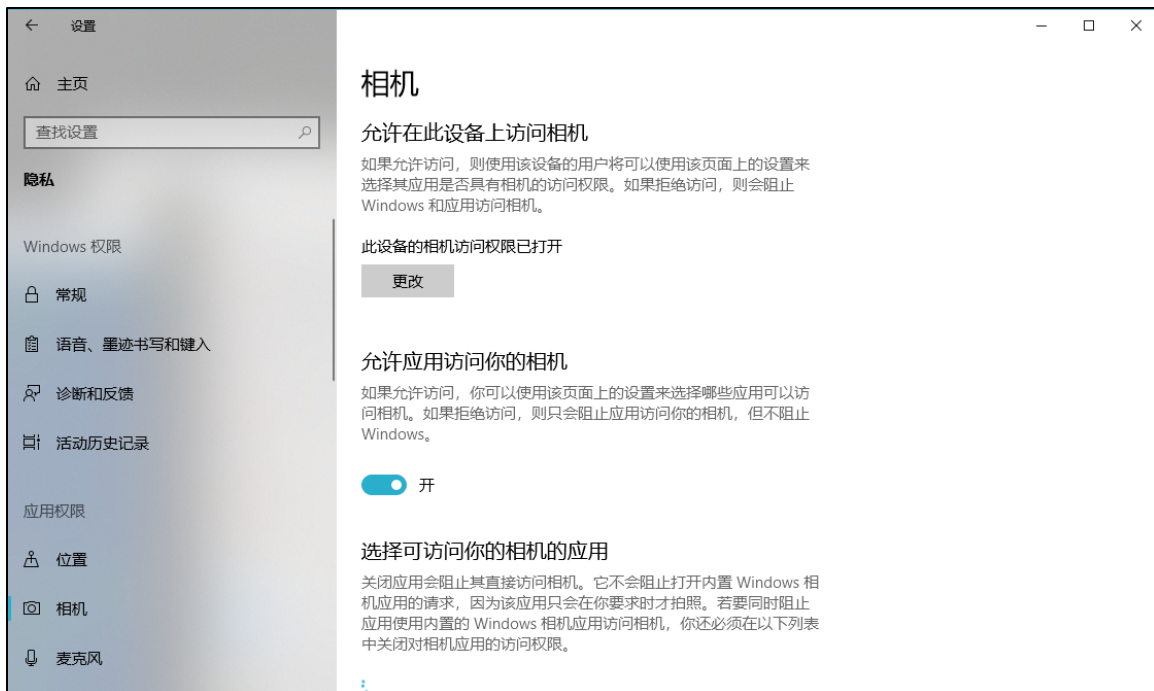 设置
主页
查找设置
隐私
Windows 权限
常规
语音、墨迹书写和键入
诊断和反馈
活动历史记录
应用权限
位置
相机
麦克风
相机
允许在此设备上访问相机
如果允许访问，则使用该设备的用户将可以使用该页面上的设置来
选择其应用是否具有相机的访问权限。如果拒绝访问，则会阻止
Windows 和应用访问相机。
此设备的相机访问权限已打开
更改
允许应用访问你的相机
如果允许访问，你可以使用该页面上的设置来选择哪些应用可以访
问相机。如果拒绝访问，则只会阻止应用访问你的相机，但不阻止
Windows。
开
选择可访问你的相机的应用
关闭应用会阻止其直接访问相机。它不会阻止打开内置 Windows 相
机应用的请求，因为该应用只会在你要求时才拍照。若要同时阻止
应用使用内置的 Windows 相机应用访问相机，你还必须在以下列表
中关闭对相机应用的访问权限。